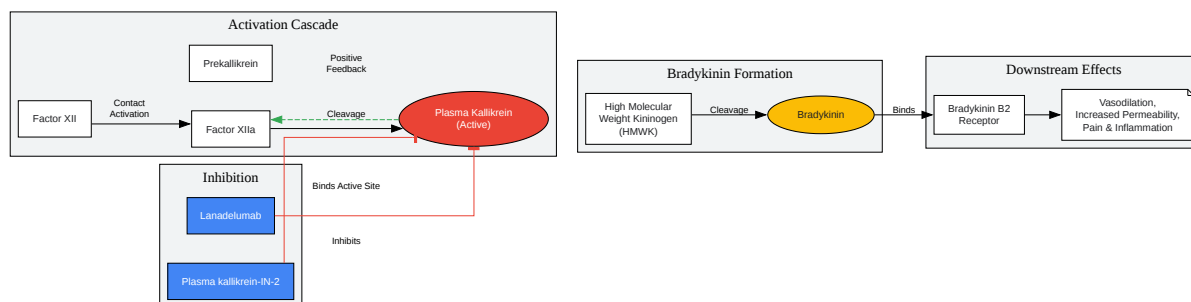 Activation Cascade
Prekallikrein
Positive
Feedback
Factor XII
Contact
Activation
Factor XIIa
Cleavage
Plasma Kallikrein
(Active)
Inhibition
Lanadelumab
Binds Active Site
Inhibits
Plasma kallikrein-IN-2
Bradykinin Formation
High Molecular
Weight Kininogen
(HMWK)
Cleavage
Bradykinin
Binds
Downstream Effects
Bradykinin B2
Receptor
Vasodilation,
Increased Permeability,
Pain & Inflammation